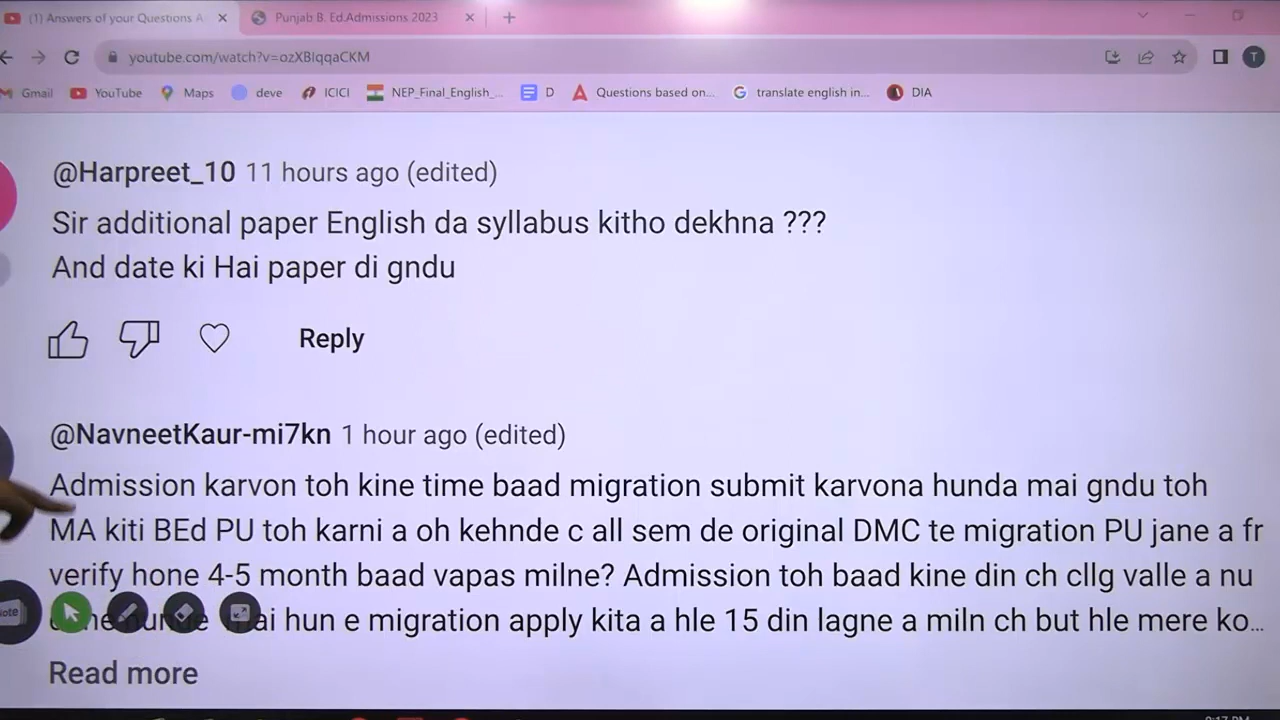 (1) Answers of your Questions A
Punjab B. Ed.Admissions 2023
youtube.com/watch?v=ozXBIqqaCKM
Gmail YouTube Maps deve ICICI NEP_Final_English_... D Questions based on... translate english in... DIA
T
@Harpreet_10 11 hours ago (edited)
Sir additional paper English da syllabus kitho dekhna ???
And date ki Hai paper di gndu
Reply
@NavneetKaur-mi7kn 1 hour ago (edited)
Admission karvon toh kine time baad migration submit karvona hunda mai gndu toh
MA kiti BEd PU toh karni a oh kehnde c all sem de original DMC te migration PU jane a fr
verify hone 4-5 month baad vapas milne? Admission toh baad kine din ch cllg valle a nu
hun e migration apply kita a hle 15 din lagne a miln ch but hle mere ko...
Read more